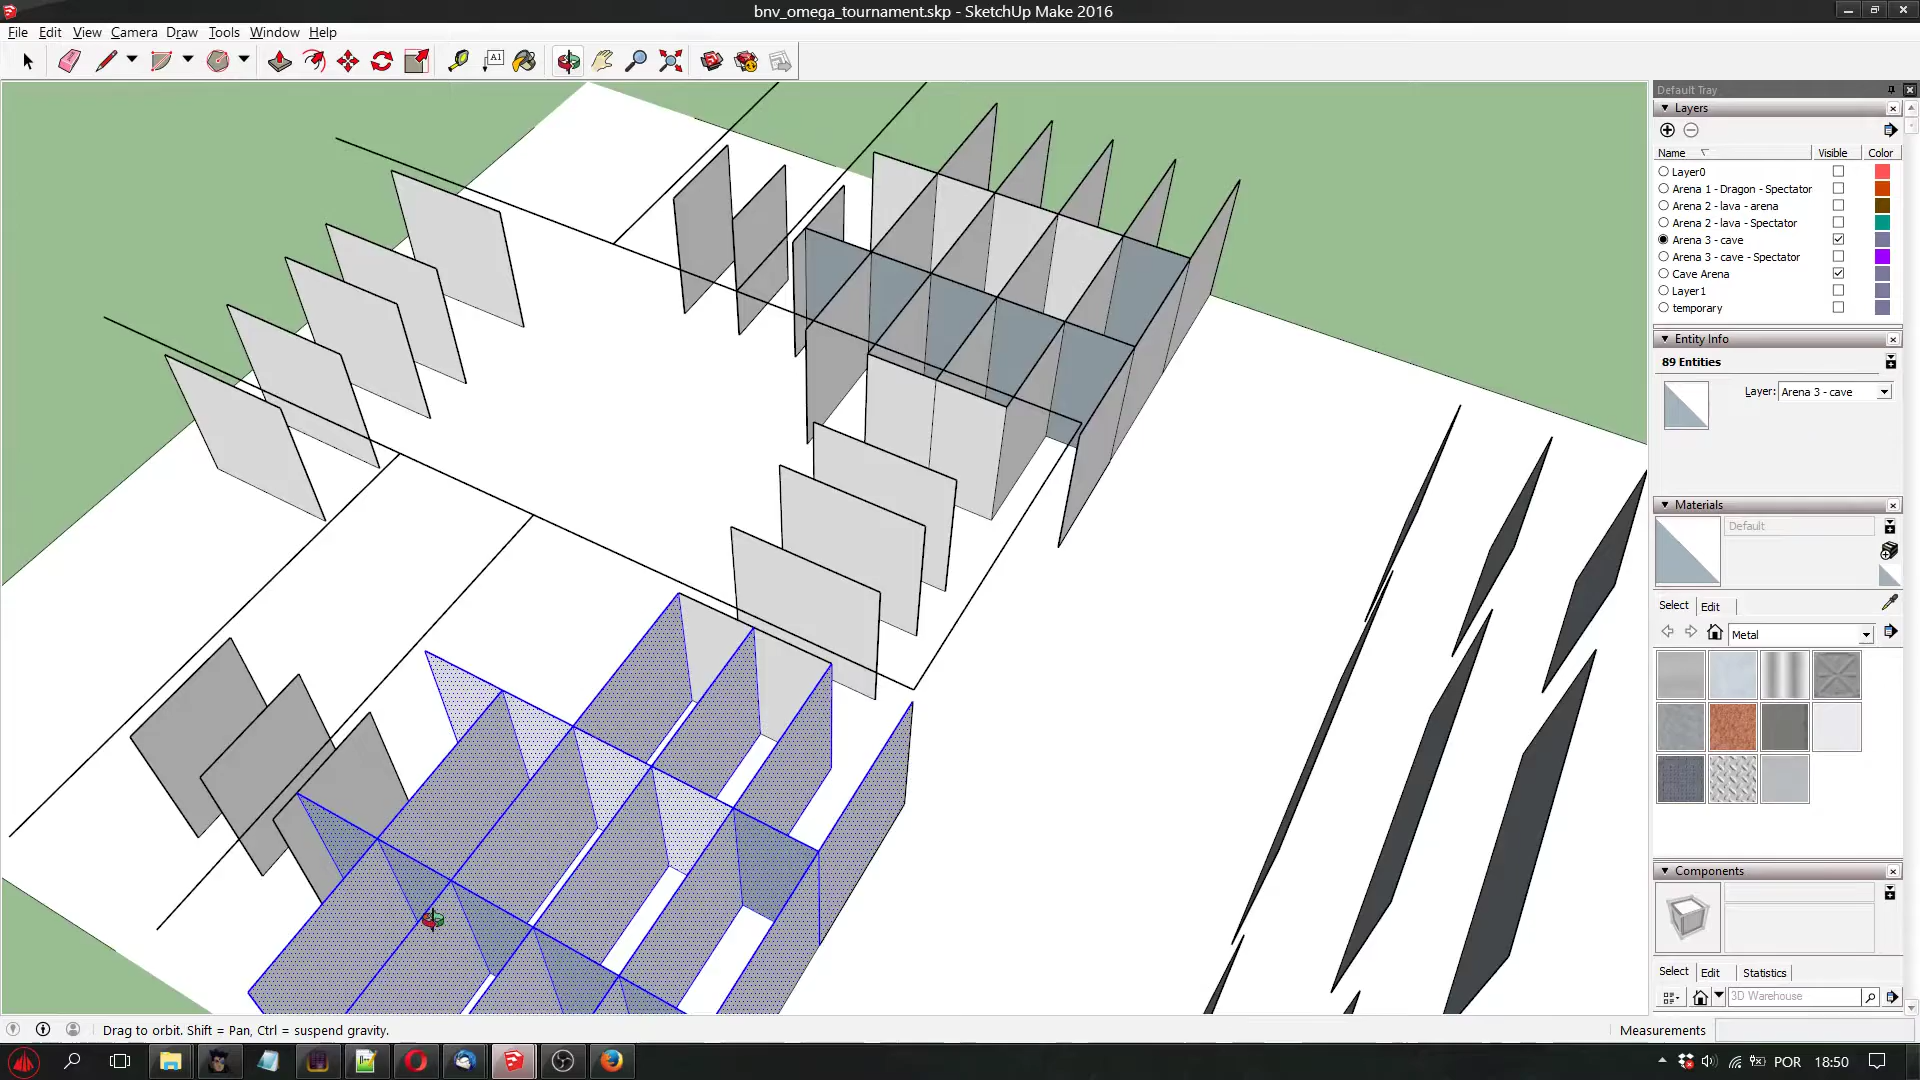 bnv_omega_tournament.skp - SketchUp Make 2016
File Edit View Camera Draw Tools Window Help
A1
Default Tray
Layers
Name Visible Color
Layer0
Arena 1 - Dragon - Spectator
Arena 2 - lava - arena
Arena 2 - lava - Spectator
Arena 3 - cave
Arena 3 - cave - Spectator
Cave Arena
Layer1
temporary
Entity Info
89 Entities
Layer: Arena 3 - cave
Materials
Default
Select Edit
Metal
Components
Select Edit Statistics
3D Warehouse
Drag to orbit. Shift = Pan, Ctrl = suspend gravity.
Measurements
POR 18:50